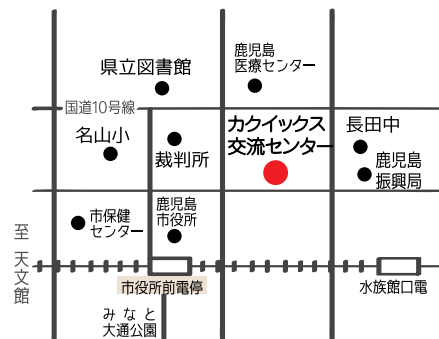 鹿児島
医療センター
県立図書館
国道10号線
カクイックス
交流センター
長田中
名山小
裁判所
鹿児島
振興局
市保健
センター
鹿児島
市役所
至 天文館
市役所前電停
水族館口電
みなと
大通公園